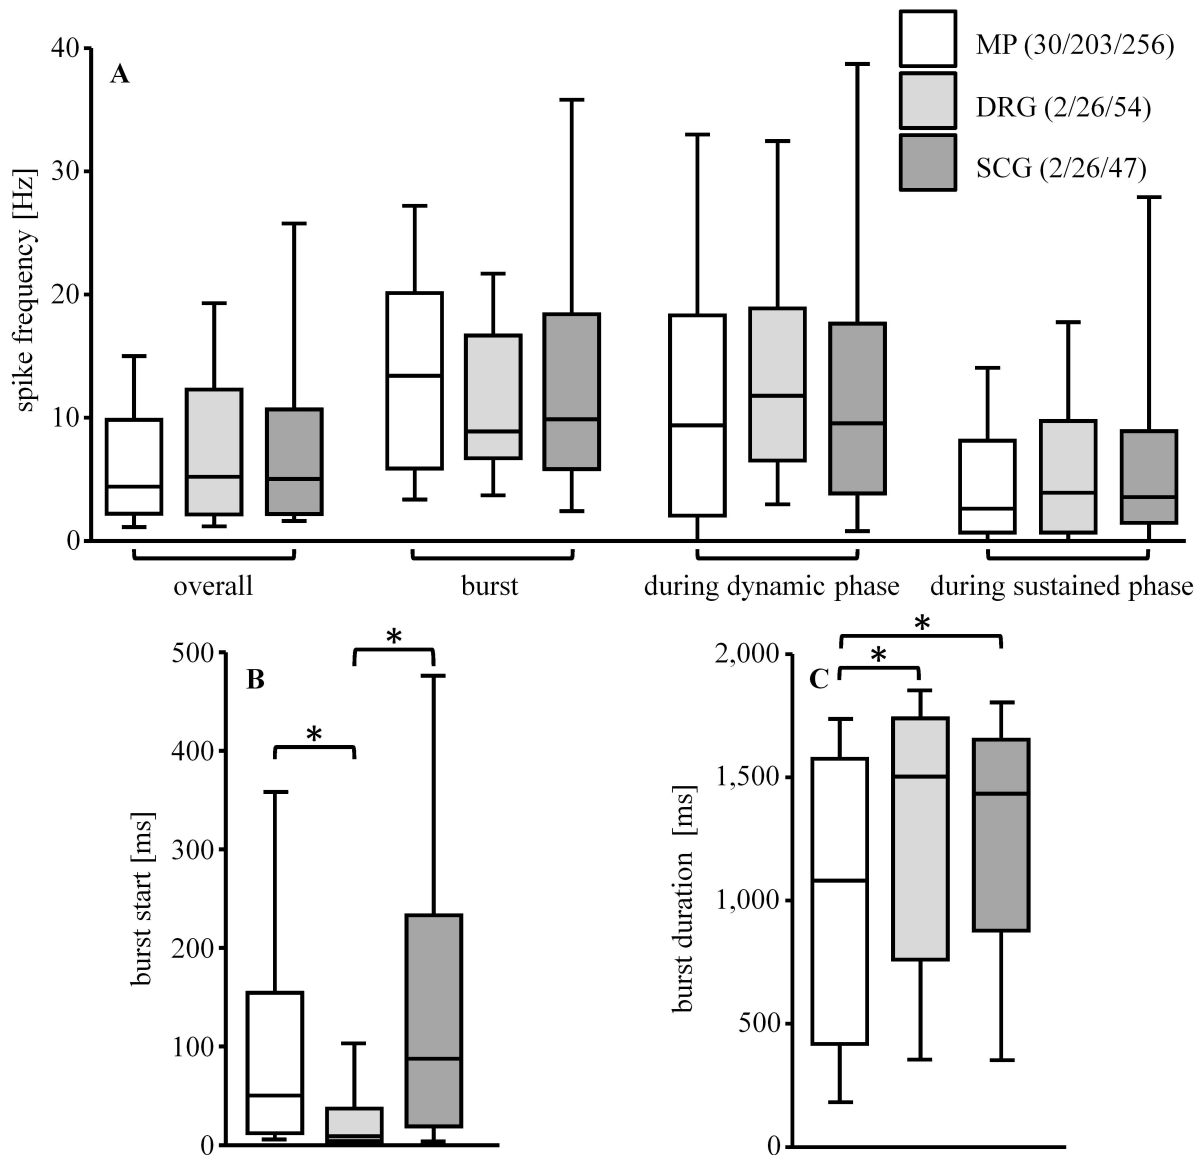 MP (30/203/256)
DRG (2/26/54)
SCG (2/26/47)
A
spike frequency [Hz]
40
30
20
10
0
overall
burst
during dynamic phase
during sustained phase
B
burst start [ms]
500
400
300
200
100
0
*
*
C
burst duration [ms]
2,000
1,500
1,000
500
0
*
*